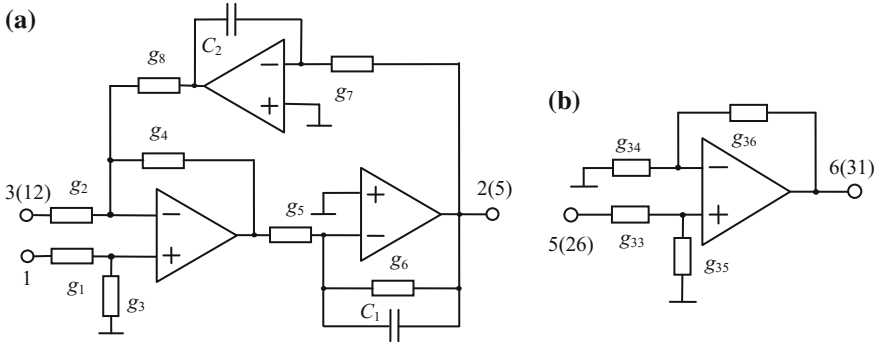 (a)
C2
g8
g7
g4
3(12)
g2
1
g1
g3
g5
2(5)
g6
C1
−
+
−
+
+
−
(b)
g34
g36
6(31)
5(26)
g33
g35
−
+